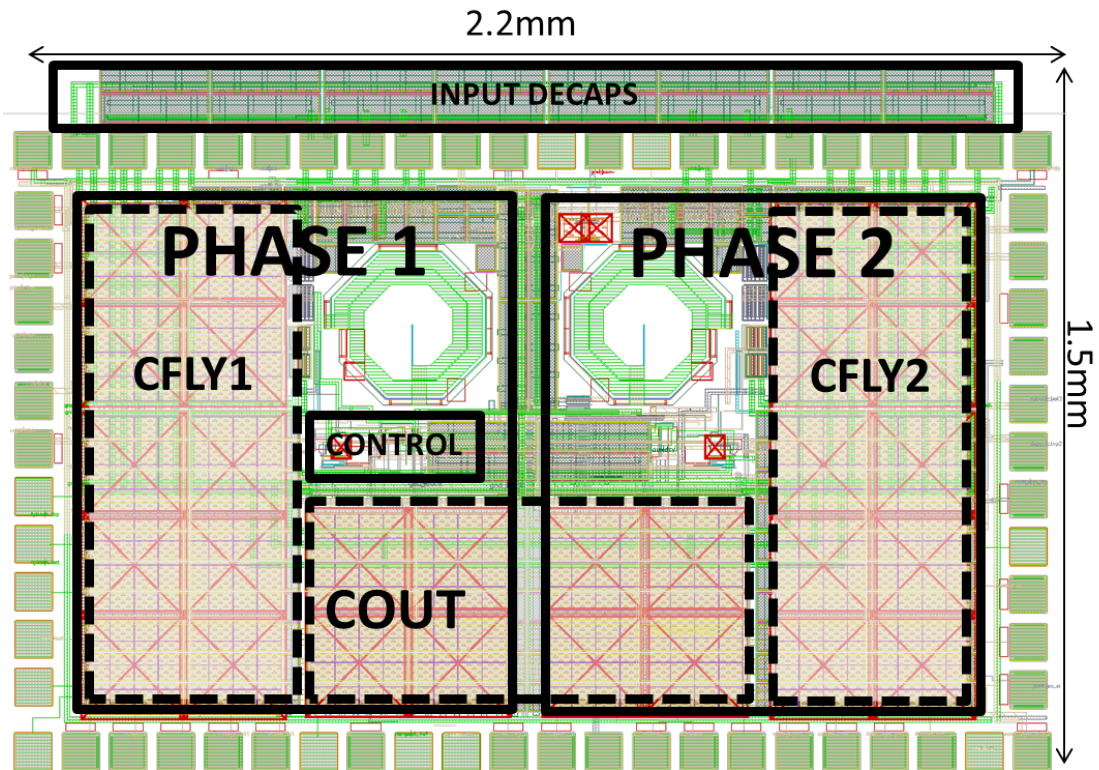 2.2mm
INPUT DECAPS
PHASE 1
PHASE 2
1.5mm
CFLY1
CFLY2
CONTROL
COUT